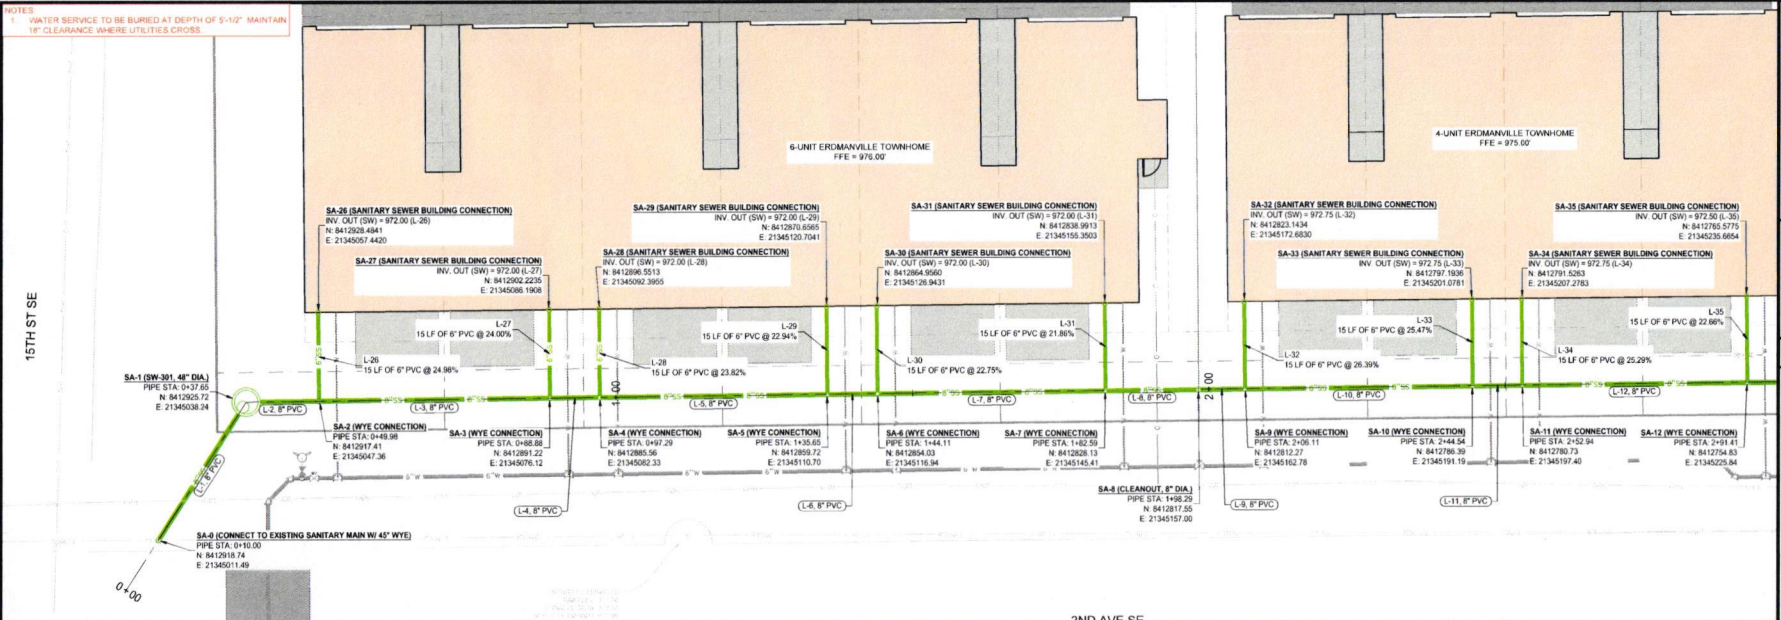 NOTES
1. WATER SERVICE TO BE BURIED AT DEPTH OF 5'-1/2" MAINTAIN
18" CLEARANCE WHERE UTILITIES CROSS.
6-UNIT ERDMANVILLE TOWNHOME
FFE = 976.00'
4-UNIT ERDMANVILLE TOWNHOME
FFE = 975.00'
15TH ST SE
SA-26 (SANITARY SEWER BUILDING CONNECTION)
INV. OUT (SW) = 972.00 (L-26)
N: 8412928.4841
E: 21345057.4420
SA-27 (SANITARY SEWER BUILDING CONNECTION)
INV. OUT (SW) = 972.00 (L-27)
N: 8412902.2235
E: 21345086.1908
SA-29 (SANITARY SEWER BUILDING CONNECTION)
INV. OUT (SW) = 972.00 (L-29)
N: 8412870.6565
E: 21345120.7041
SA-28 (SANITARY SEWER BUILDING CONNECTION)
INV. OUT (SW) = 972.00 (L-28)
N: 8412896.5513
E: 21345092.3955
SA-31 (SANITARY SEWER BUILDING CONNECTION)
INV. OUT (SW) = 972.00 (L-31)
N: 8412838.9913
E: 21345155.3503
SA-30 (SANITARY SEWER BUILDING CONNECTION)
INV. OUT (SW) = 972.00 (L-30)
N: 8412864.9560
E: 21345126.9431
SA-32 (SANITARY SEWER BUILDING CONNECTION)
INV. OUT (SW) = 972.75 (L-32)
N: 8412823.1434
E: 21345172.6830
SA-33 (SANITARY SEWER BUILDING CONNECTION)
INV. OUT (SW) = 972.75 (L-33)
N: 8412797.1936
E: 21345201.0781
SA-35 (SANITARY SEWER BUILDING CONNECTION)
INV. OUT (SW) = 972.50 (L-35)
N: 8412765.5775
E: 21345235.6654
SA-34 (SANITARY SEWER BUILDING CONNECTION)
INV. OUT (SW) = 972.75 (L-34)
N: 8412791.5263
E: 21345207.2783
L-26
15 LF OF 6" PVC @ 24.98%
L-27
15 LF OF 6" PVC @ 24.00%
L-28
15 LF OF 6" PVC @ 23.82%
L-29
15 LF OF 6" PVC @ 22.94%
L-30
15 LF OF 6" PVC @ 22.75%
L-31
15 LF OF 6" PVC @ 21.86%
L-32
15 LF OF 6" PVC @ 26.39%
L-33
15 LF OF 6" PVC @ 25.47%
L-34
15 LF OF 6" PVC @ 25.29%
L-35
15 LF OF 6" PVC @ 22.66%
SA-1 (SW-301, 48" DIA.)
PIPE STA: 0+37.65
N: 8412925.72
E: 21345038.24
L-2, 8" PVC
L-3, 8" PVC
1+00
L-5, 8" PVC
L-7, 8" PVC
L-8, 8" PVC
2+00
L-10, 8" PVC
L-12, 8" PVC
SA-2 (WYE CONNECTION)
PIPE STA: 0+49.98
N: 8412917.41
E: 21345047.36
SA-3 (WYE CONNECTION)
PIPE STA: 0+88.88
N: 8412891.22
E: 21345076.12
SA-4 (WYE CONNECTION)
PIPE STA: 0+97.29
N: 8412885.56
E: 21345082.33
SA-5 (WYE CONNECTION)
PIPE STA: 1+35.65
N: 8412859.72
E: 21345110.70
SA-6 (WYE CONNECTION)
PIPE STA: 1+44.11
N: 8412854.03
E: 21345116.94
SA-7 (WYE CONNECTION)
PIPE STA: 1+82.59
N: 8412828.13
E: 21345145.41
SA-9 (WYE CONNECTION)
PIPE STA: 2+06.11
N: 8412812.27
E: 21345162.78
SA-10 (WYE CONNECTION)
PIPE STA: 2+44.54
N: 8412786.39
E: 21345191.19
SA-11 (WYE CONNECTION)
PIPE STA: 2+52.94
N: 8412780.73
E: 21345197.40
SA-12 (WYE CONNECTION)
PIPE STA: 2+91.41
N: 8412754.83
E: 21345225.84
L-1, 8" PVC
SA-8 (CLEANOUT, 8" DIA.)
PIPE STA: 1+98.29
N: 8412817.55
E: 21345157.00
L-4, 8" PVC
L-6, 8" PVC
L-9, 8" PVC
L-11, 8" PVC
SA-0 (CONNECT TO EXISTING SANITARY MAIN W/ 45° WYE)
PIPE STA: 0+10.00
N: 8412918.74
E: 21345011.49
0+00
2ND AVE SE